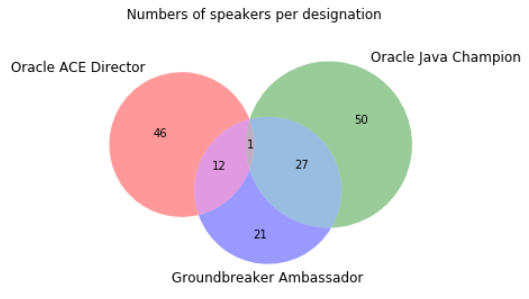 Numbers of speakers per designation
Oracle Java Champion
Oracle ACE Director
50
46
1
12
27
21
Groundbreaker Ambassador